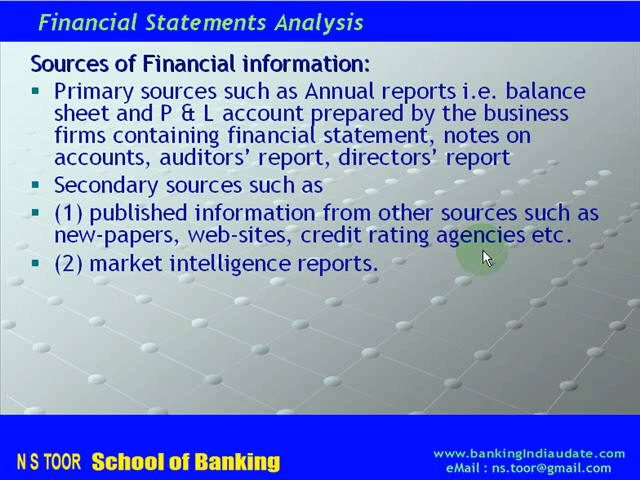 Financial Statements Analysis
Sources of Financial information:
▪ Primary sources such as Annual reports i.e. balance
sheet and P & L account prepared by the business
firms containing financial statement, notes on
accounts, auditors’ report, directors’ report
▪ Secondary sources such as
▪ (1) published information from other sources such as
new-papers, web-sites, credit rating agencies etc.
▪ (2) market intelligence reports.
N S TOOR School of Banking
www.bankingIndiaudate.com
eMail : ns.toor@gmail.com